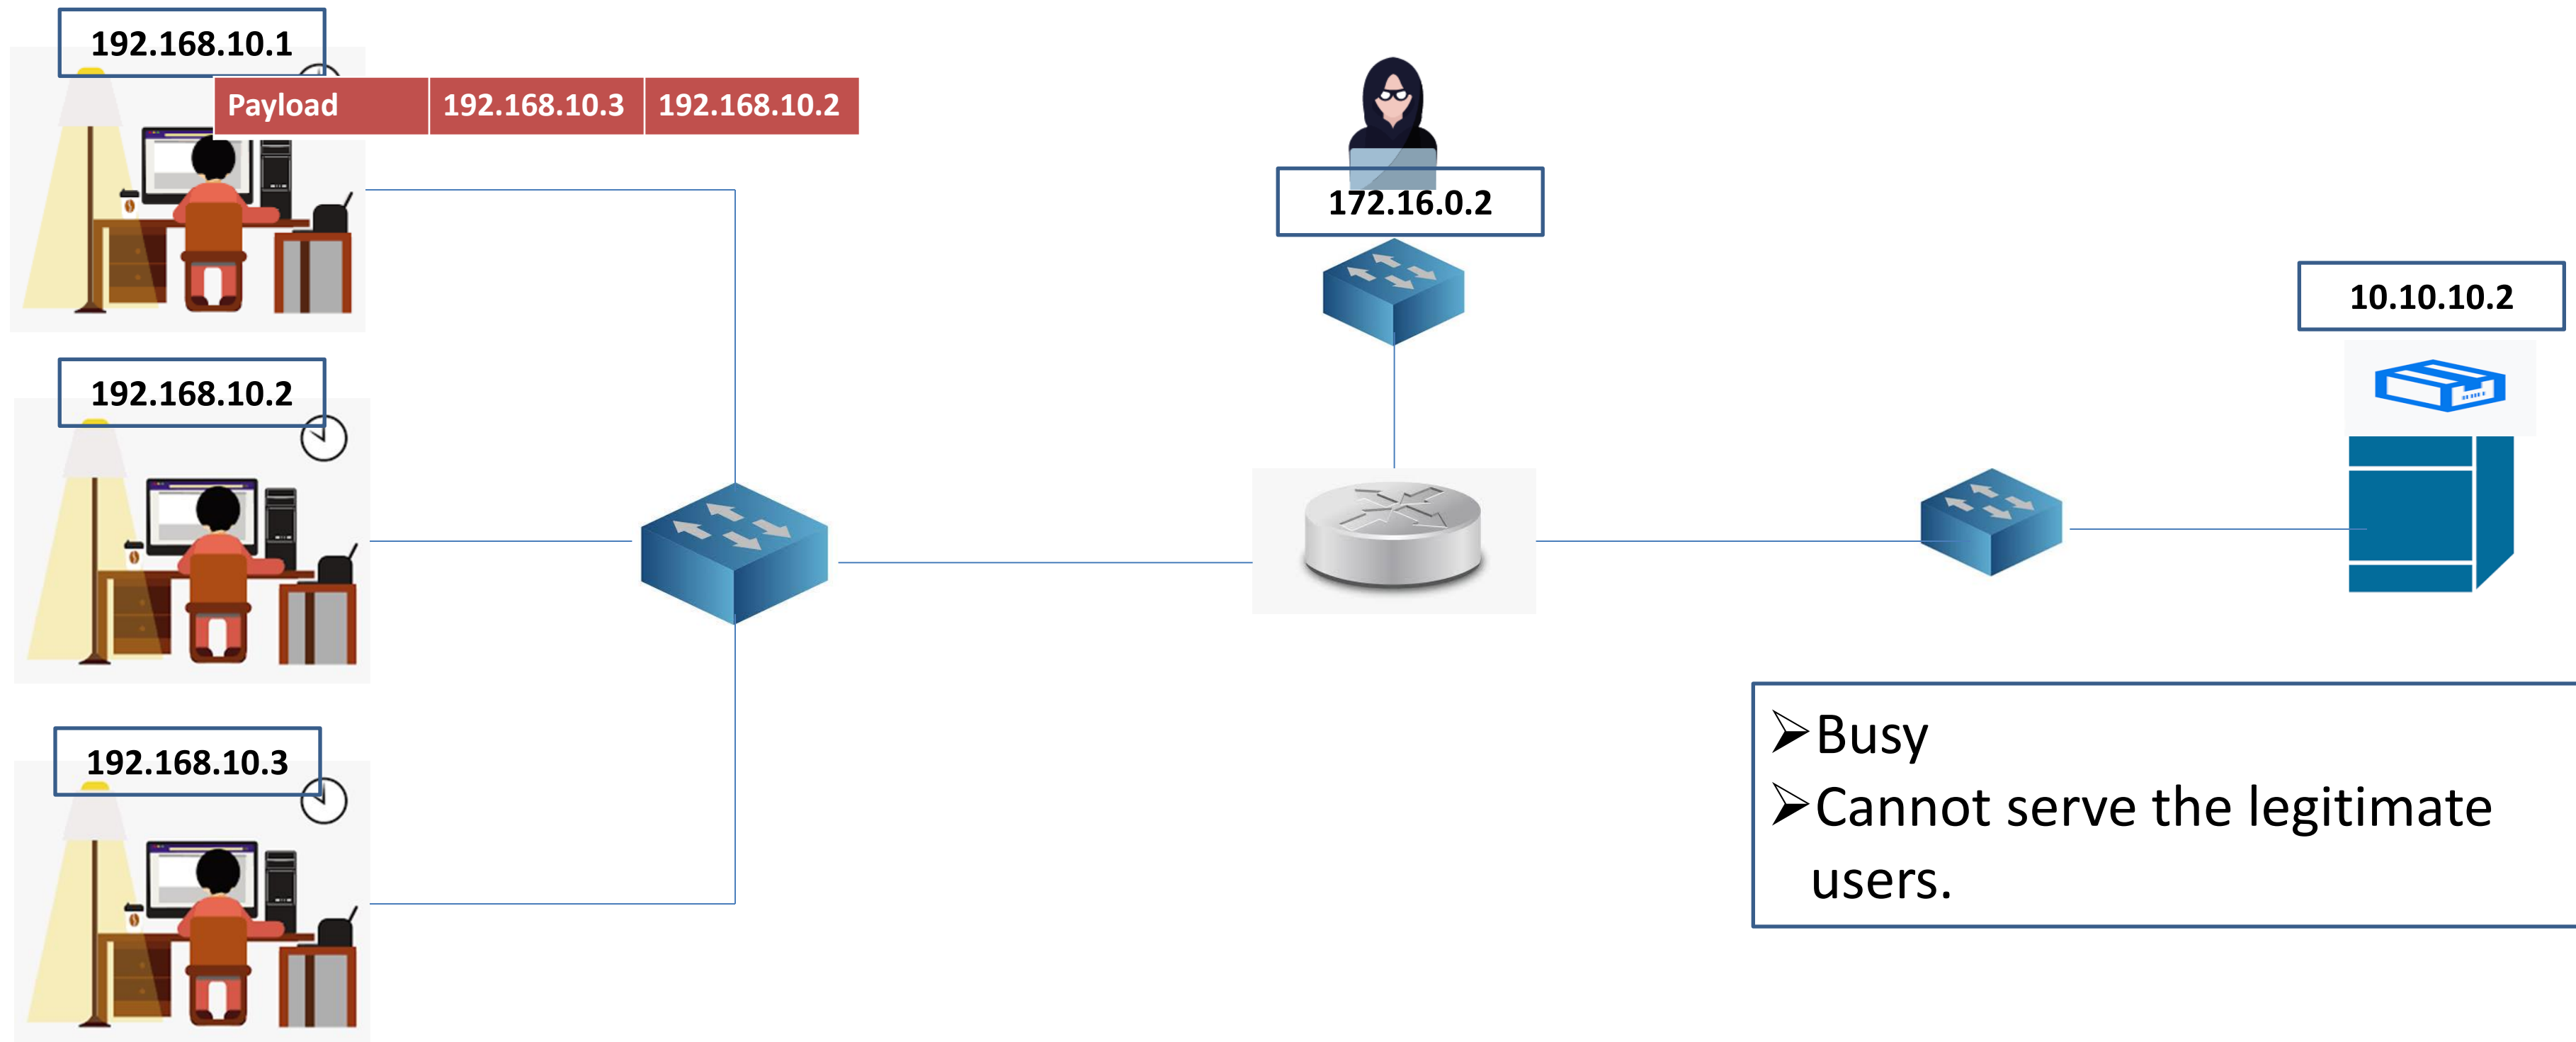 192.168.10.1
Payload 192.168.10.3 192.168.10.2
172.16.0.2
10.10.10.2
192.168.10.2
192.168.10.3
➢Busy
➢Cannot serve the legitimate
users.